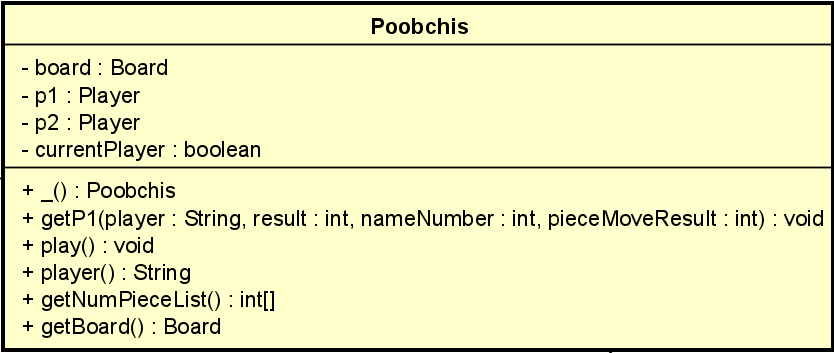 Poobchis
- board : Board
- p1 : Player
- p2 : Player
- currentPlayer : boolean
+ _() : Poobchis
+ getP1(player : String, result : int, nameNumber : int, pieceMoveResult : int) : void
+ play() : void
+ player() : String
+ getNumPieceList() : int[]
+ getBoard() : Board